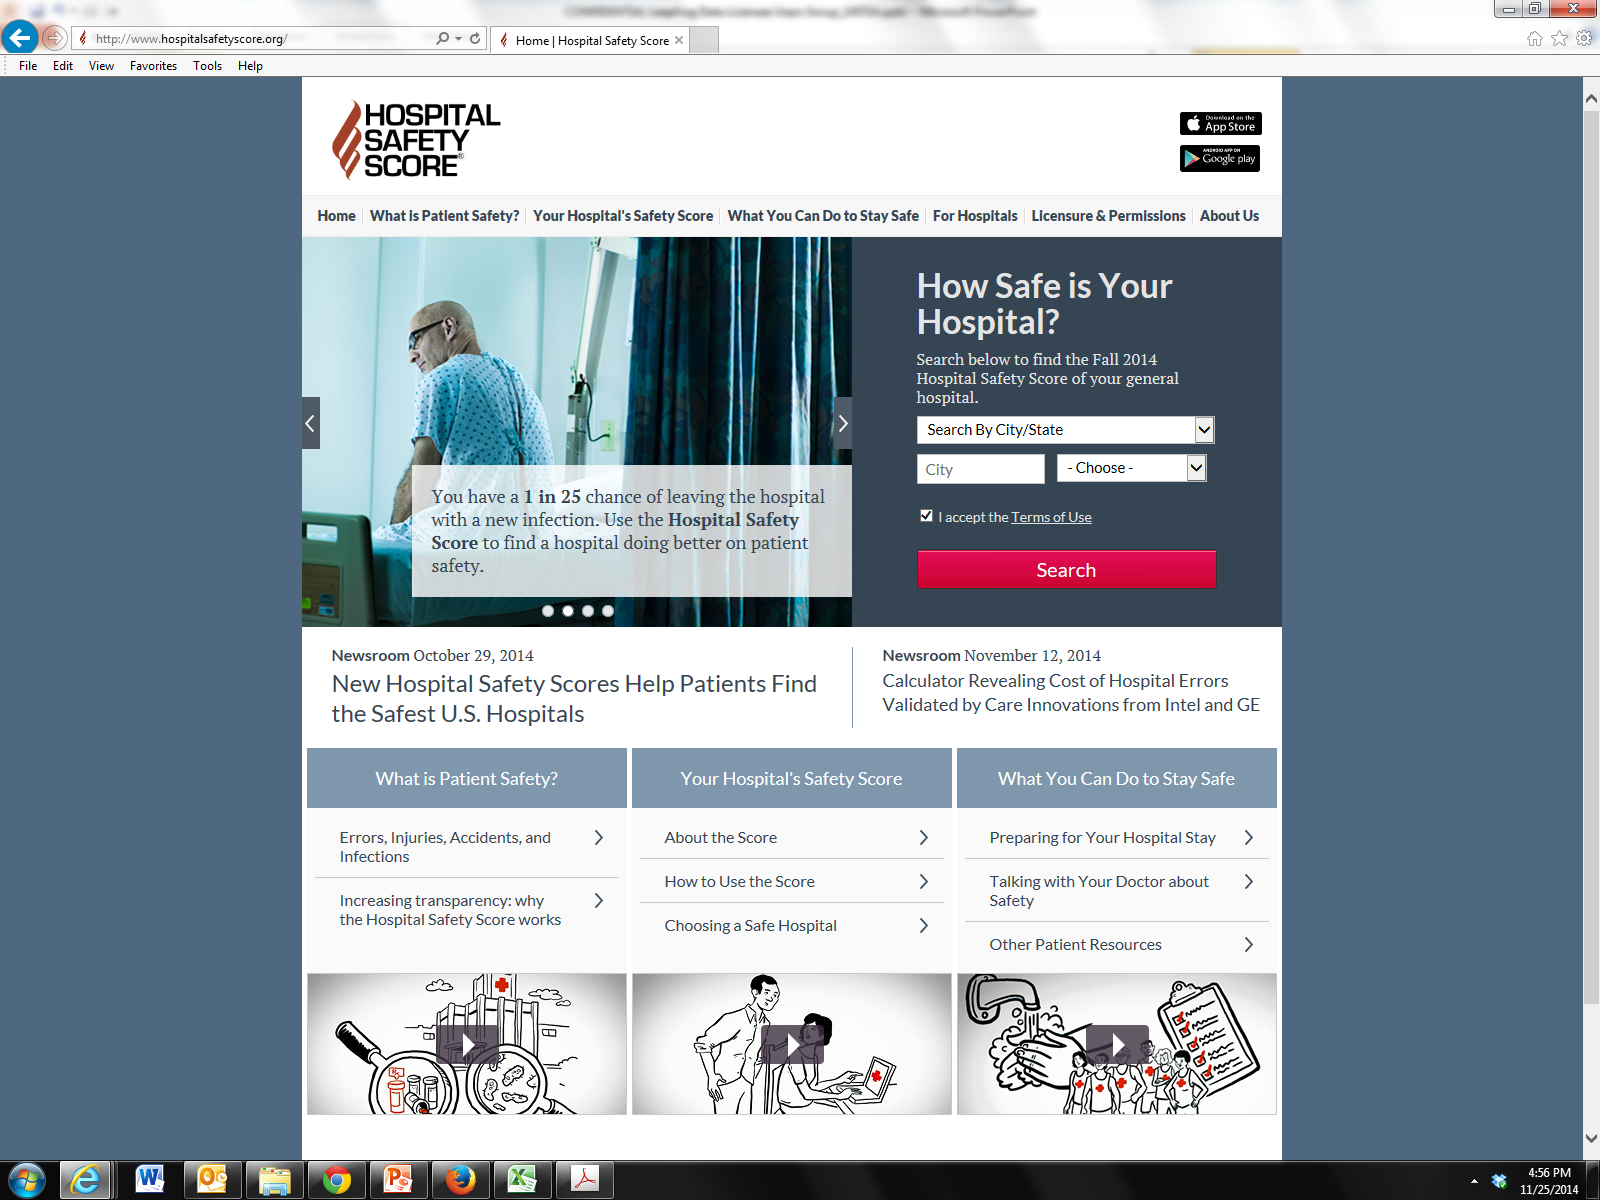 http://www.hospitalsafetyscore.org/
Home | Hospital Safety Score
File Edit View Favorites Tools Help
HOSPITAL
SAFETY
SCORE®
Download on the
App Store
ANDROID APP ON
Google play
Home What is Patient Safety? Your Hospital's Safety Score What You Can Do to Stay Safe For Hospitals Licensure & Permissions About Us
You have a 1 in 25 chance of leaving the hospital
with a new infection. Use the Hospital Safety
Score to find a hospital doing better on patient
safety.
How Safe is Your
Hospital?
Search below to find the Fall 2014
Hospital Safety Score of your general
hospital.
Search By City/State
City - Choose -
I accept the Terms of Use
Search
Newsroom October 29, 2014
New Hospital Safety Scores Help Patients Find
the Safest U.S. Hospitals
Newsroom November 12, 2014
Calculator Revealing Cost of Hospital Errors
Validated by Care Innovations from Intel and GE
What is Patient Safety?
Errors, Injuries, Accidents, and
Infections
Increasing transparency: why
the Hospital Safety Score works
Your Hospital's Safety Score
About the Score
How to Use the Score
Choosing a Safe Hospital
What You Can Do to Stay Safe
Preparing for Your Hospital Stay
Talking with Your Doctor about
Safety
Other Patient Resources
4:56 PM
11/25/2014